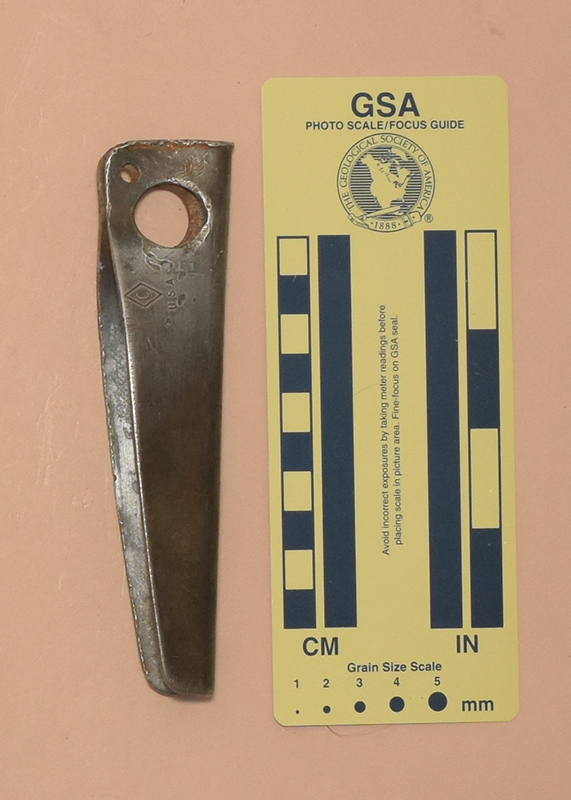 GSA
PHOTO SCALE/FOCUS GUIDE
THE GEOLOGICAL SOCIETY OF AMERICA
1888
®
USA
Avoid incorrect exposures by taking meter readings before
placing scale in picture area. Fine-focus on GSA seal.
CM
IN
Grain Size Scale
1 2 3 4 5
mm